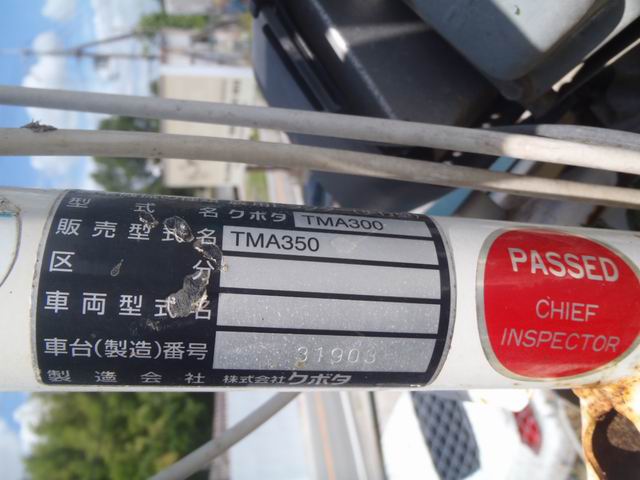 型式名 クボタ TMA300
販売型式名 TMA350
区分
車両型式名
車台(製造)番号 31903
製造会社 株式会社クボタ
PASSED
CHIEF
INSPECTOR